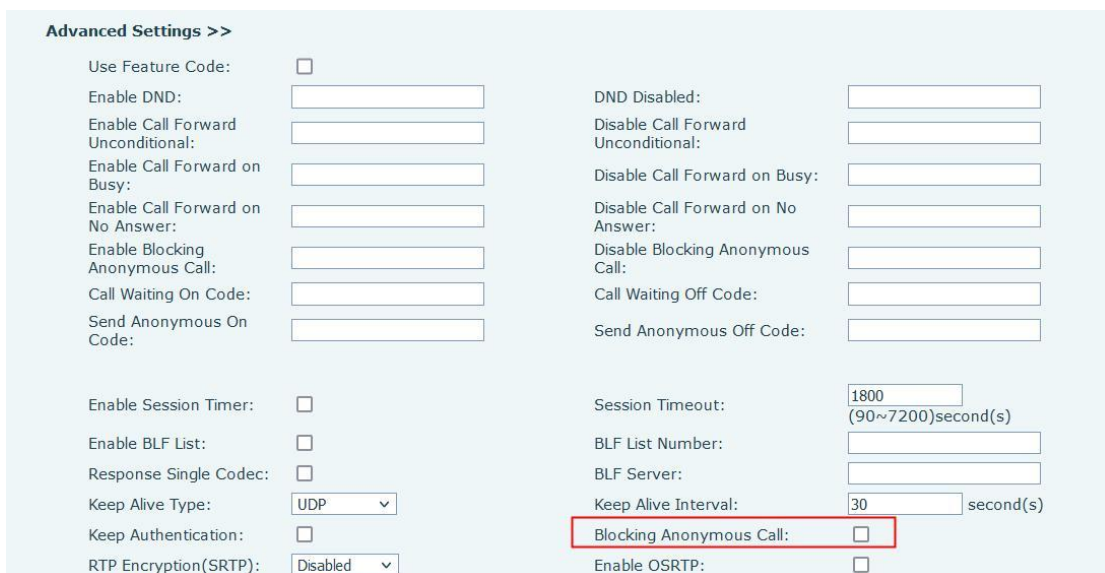 Advanced Settings >>
Use Feature Code:
Enable DND: DND Disabled:
Enable Call Forward Disable Call Forward
Unconditional: Unconditional:
Enable Call Forward on
Busy: Disable Call Forward on Busy:
Enable Call Forward on Disable Call Forward on No
No Answer: Answer:
Enable Blocking Disable Blocking Anonymous
Anonymous Call: Call:
Call Waiting On Code: Call Waiting Off Code:
Send Anonymous On
Code: Send Anonymous Off Code:
Enable Session Timer: Session Timeout: 1800
(90~7200)second(s)
Enable BLF List: BLF List Number:
Response Single Codec: BLF Server:
Keep Alive Type: UDP Keep Alive Interval: 30 second(s)
Keep Authentication: Blocking Anonymous Call:
RTP Encryption(SRTP): Disabled Enable OSRTP: